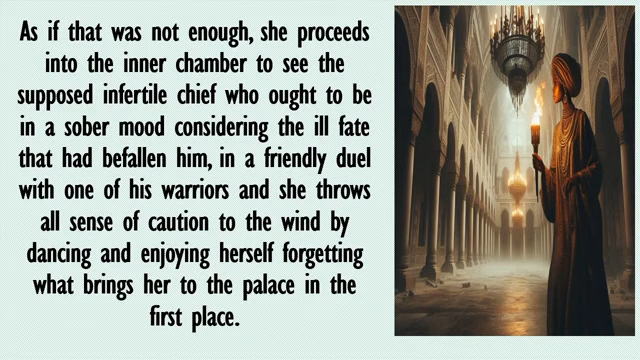 As if that was not enough, she proceeds
into the inner chamber to see the
supposed infertile chief who ought to be
in a sober mood considering the ill fate
that had befallen him, in a friendly duel
with one of his warriors and she throws
all sense of caution to the wind by
dancing and enjoying herself forgetting
what brings her to the palace in the
first place.